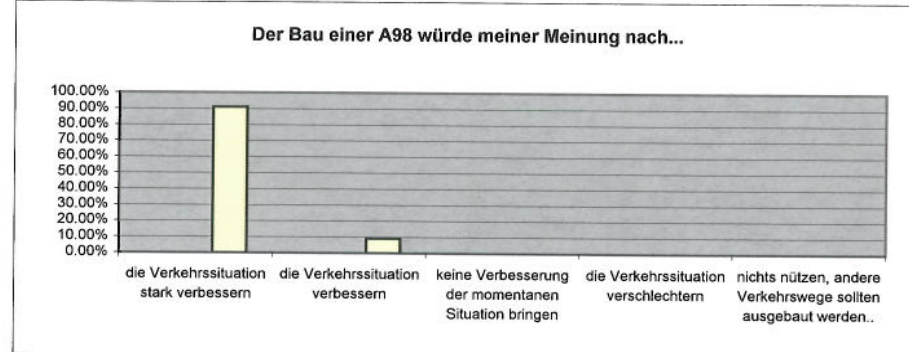 Der Bau einer A98 würde meiner Meinung nach...
100.00%
90.00%
80.00%
70.00%
60.00%
50.00%
40.00%
30.00%
20.00%
10.00%
0.00%
die Verkehrssituation
stark verbessern
die Verkehrssituation
verbessern
keine Verbesserung
der momentanen
Situation bringen
die Verkehrssituation
verschlechtern
nichts nützen, andere
Verkehrswege sollten
ausgebaut werden..